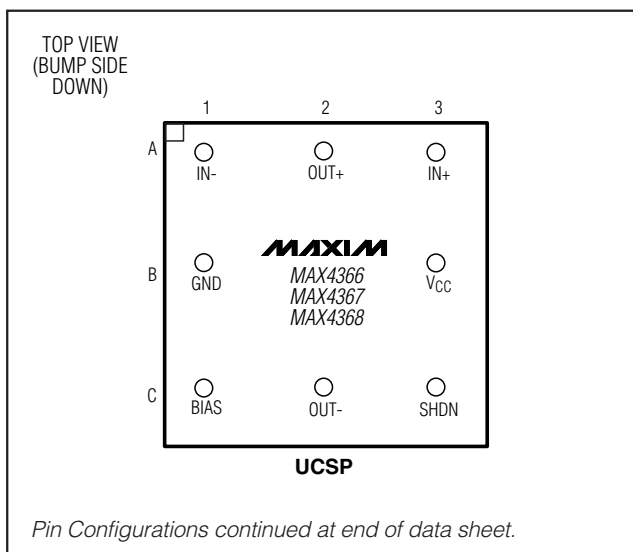 TOP VIEW
(BUMP SIDE
DOWN)
1 2 3
A
IN- OUT+ IN+
MAXIM
B
GND
MAX4366
MAX4367
MAX4368
VCC
C
BIAS OUT- SHDN
UCSP
Pin Configurations continued at end of data sheet.